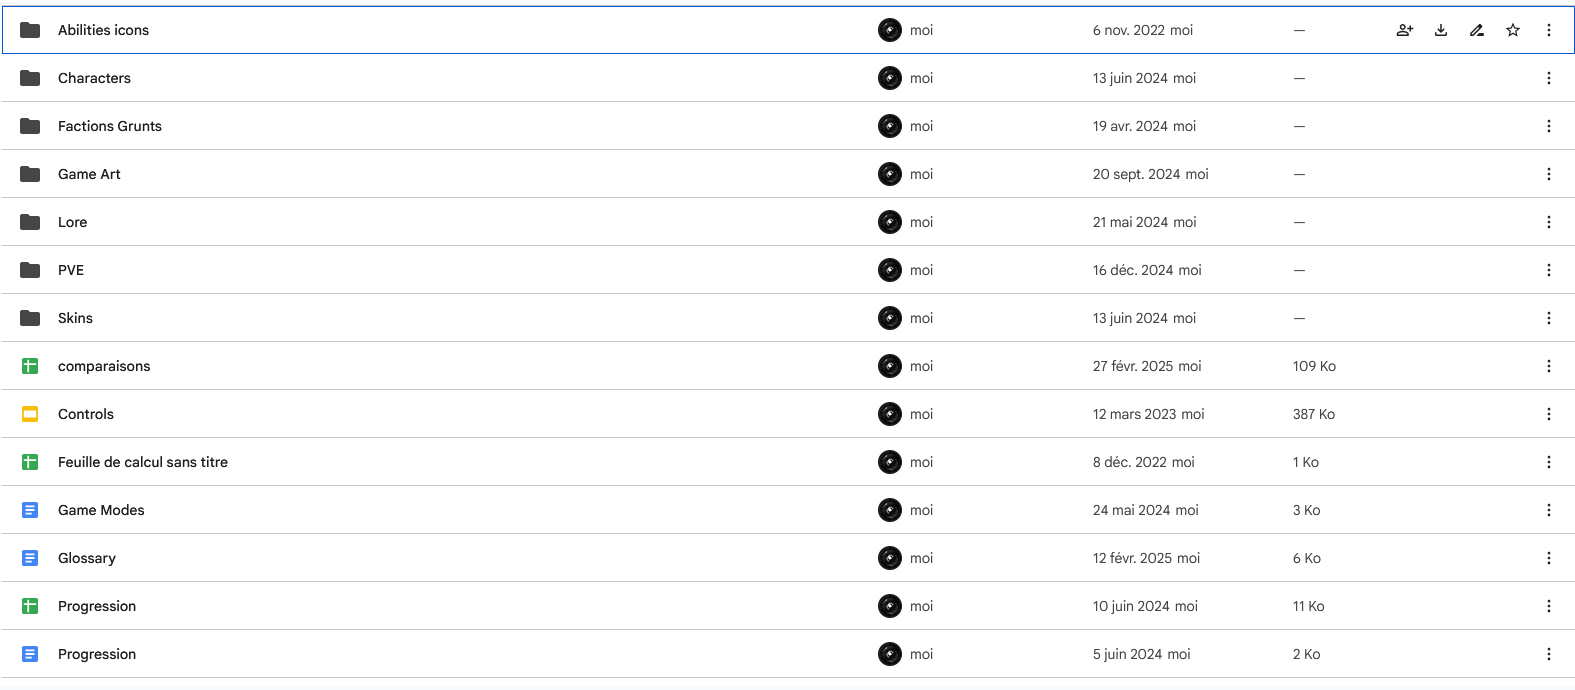 Abilities icons moi 6 nov. 2022 moi —
Characters moi 13 juin 2024 moi —
Factions Grunts moi 19 avr. 2024 moi —
Game Art moi 20 sept. 2024 moi —
Lore moi 21 mai 2024 moi —
PVE moi 16 déc. 2024 moi —
Skins moi 13 juin 2024 moi —
comparaisons moi 27 févr. 2025 moi 109 Ko
Controls moi 12 mars 2023 moi 387 Ko
Feuille de calcul sans titre moi 8 déc. 2022 moi 1 Ko
Game Modes moi 24 mai 2024 moi 3 Ko
Glossary moi 12 févr. 2025 moi 6 Ko
Progression moi 10 juin 2024 moi 11 Ko
Progression moi 5 juin 2024 moi 2 Ko